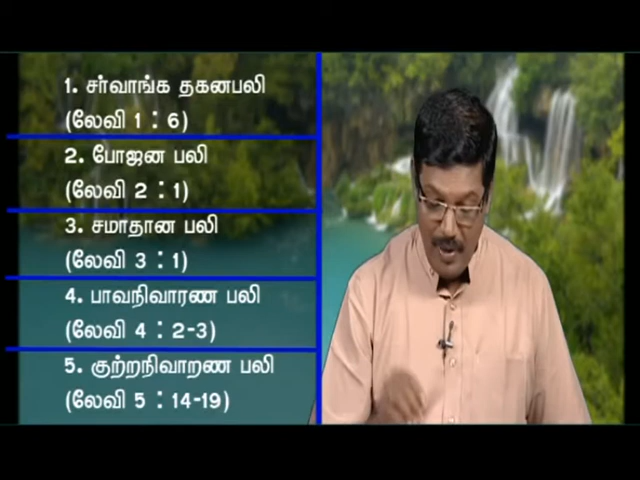 1. சர்வாங்க தகனபலி
(லேவி 1 : 6)
2. போஜன பலி
(லேவி 2 : 1)
3. சமாதான பலி
(லேவி 3 : 1)
4. பாவநிவாரண பலி
(லேவி 4 : 2-3)
5. குற்றநிவாறண பலி
(லேவி 5 : 14-19)